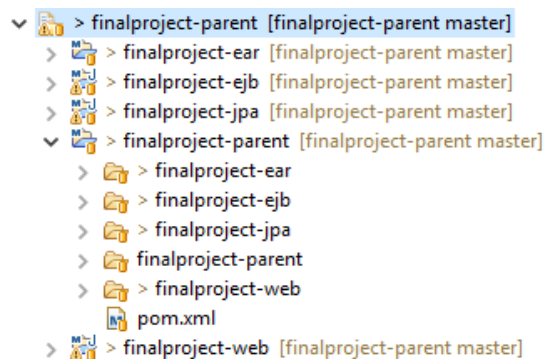 > finalproject-parent [finalproject-parent master]
> finalproject-ear [finalproject-parent master]
> finalproject-ejb [finalproject-parent master]
> finalproject-jpa [finalproject-parent master]
> finalproject-parent [finalproject-parent master]
> finalproject-ear
> finalproject-ejb
> finalproject-jpa
finalproject-parent
> finalproject-web
pom.xml
> finalproject-web [finalproject-parent master]